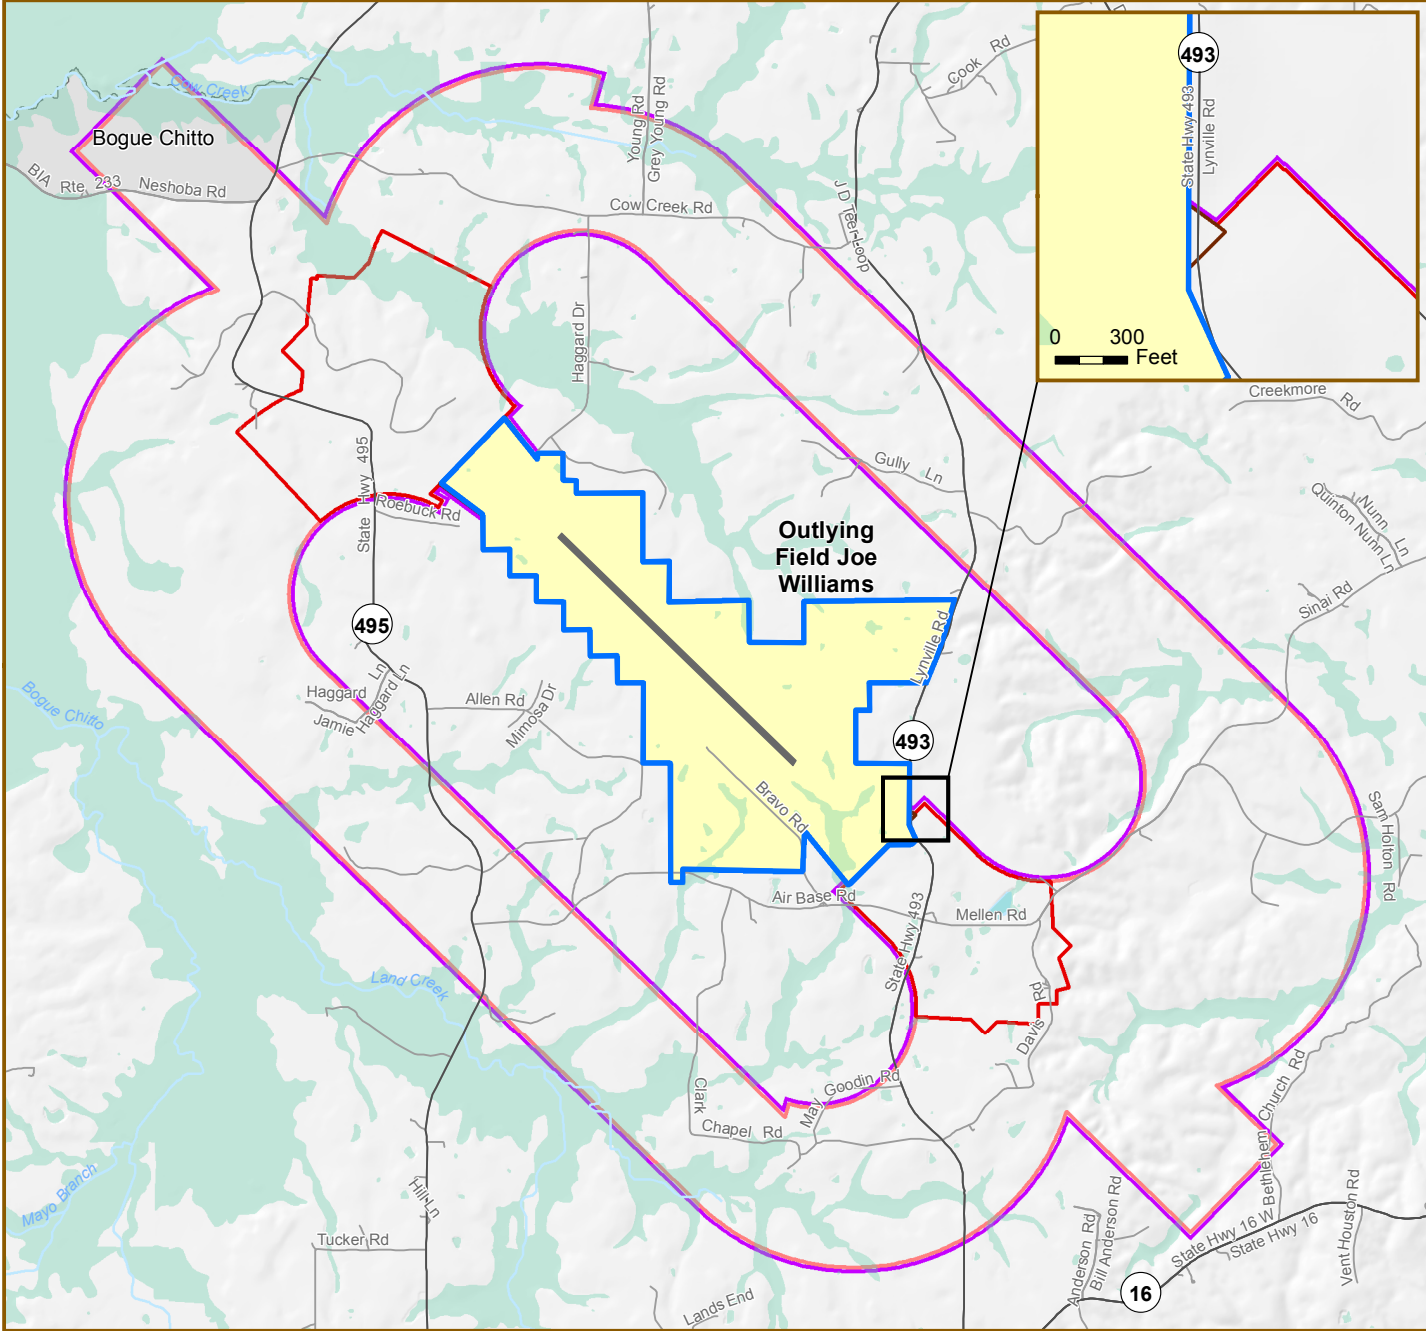 Cow Creek
Bogue Chitto
BIA Rte. 233
Neshoba Rd
Young Rd
Grey Young Rd
Cook Rd
Cow Creek Rd
J D Teer Loop
493
State Hwy 493
Lynville Rd
0 300
Feet
Creekmore Rd
Haggard Dr
State Hwy 495
Roebuck Rd
Gully Ln
Quinton Nunn Ln
Nunn Ln
Outlying
Field Joe
Williams
Sinai Rd
495
Lynville Rd
Haggard Ln
Jamie Haggard Ln
Allen Rd
Mimosa Dr
Bogue Chitto
493
Bravo Rd
Sam Holton Rd
Air Base Rd
Mellen Rd
State Hwy 493
Land Creek
Davis Rd
May Goodin Rd
Clark Chapel Rd
Bethlehem Church Rd
Mayo Branch
Hill Ln
Tucker Rd
Lands End
Anderson Rd
Bill Anderson Rd
State Hwy 16 W
State Hwy 16
Vent Houston Rd
16